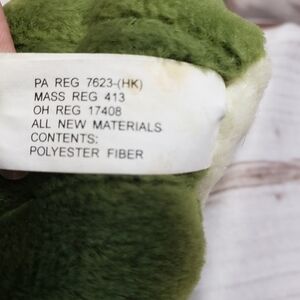 PA REG 7623-(HK)
MASS REG 413
OH REG 17408
ALL NEW MATERIALS
CONTENTS:
POLYESTER FIBER